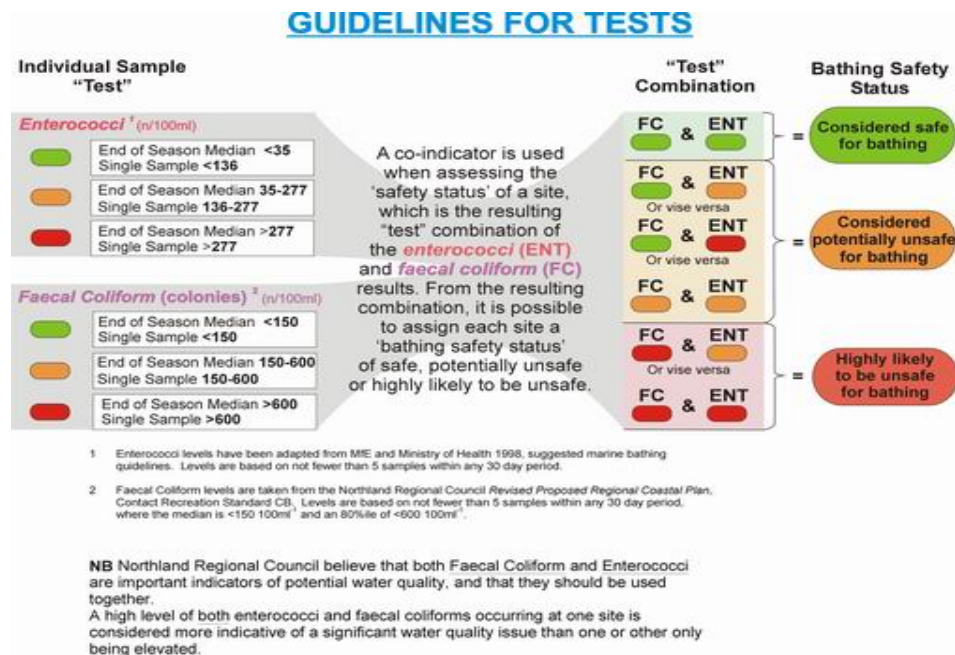 GUIDELINES FOR TESTS
Individual Sample
“Test”
Enterococci ¹ (n/100ml)
End of Season Median <35
Single Sample <136
End of Season Median 35-277
Single Sample 136-277
End of Season Median >277
Single Sample >277
Faecal Coliform (colonies) ² (n/100ml)
End of Season Median <150
Single Sample <150
End of Season Median 150-600
Single Sample 150-600
End of Season Median >600
Single Sample >600
A co-indicator is used
when assessing the
‘safety status’ of a site,
which is the resulting
“test” combination of
the enterococci (ENT)
and faecal coliform (FC)
results. From the resulting
combination, it is possible
to assign each site a
‘bathing safety status’
of safe, potentially unsafe
or highly likely to be unsafe.
“Test”
Combination
FC & ENT
FC & ENT
Or vise versa
FC & ENT
Or vise versa
FC & ENT
FC & ENT
Or vise versa
FC & ENT
Bathing Safety
Status
= Considered safe
for bathing
= Considered
potentially unsafe
for bathing
= Highly likely
to be unsafe
for bathing
1 Enterococci levels have been adapted from MfE and Ministry of Health 1998, suggested marine bathing
guidelines. Levels are based on not fewer than 5 samples within any 30 day period.
2 Faecal Coliform levels are taken from the Northland Regional Council Revised Proposed Regional Coastal Plan,
Contact Recreation Standard CB. Levels are based on not fewer than 5 samples within any 30 day period,
where the median is <150 100ml⁻¹ and an 80%ile of <600 100ml⁻¹.
NB Northland Regional Council believe that both Faecal Coliform and Enterococci
are important indicators of potential water quality, and that they should be used
together.
A high level of both enterococci and faecal coliforms occurring at one site is
considered more indicative of a significant water quality issue than one or other only
being elevated.